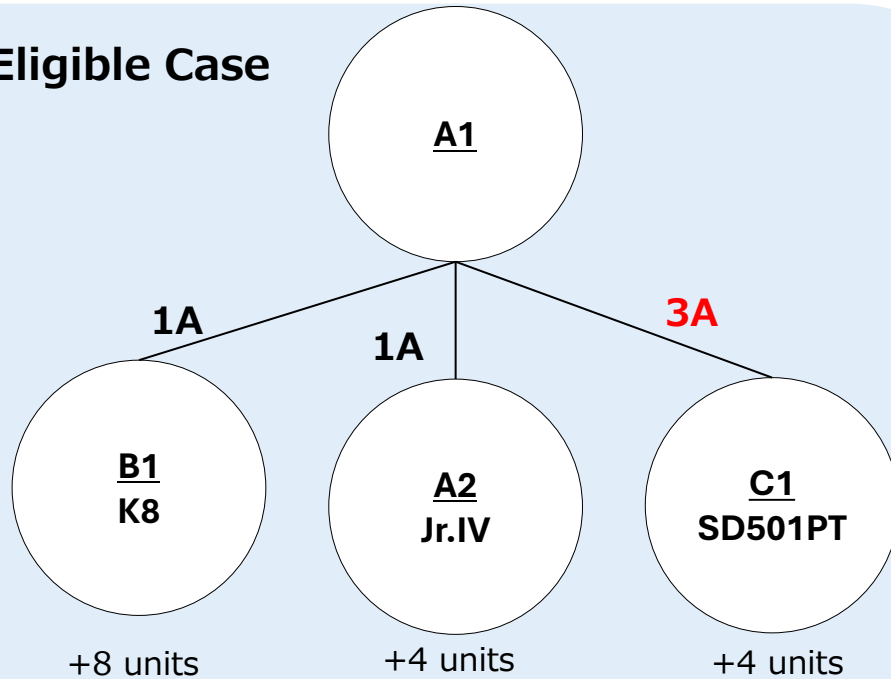 Eligible Case
A1
1A
1A
3A
B1
K8
A2
Jr.IV
C1
SD501PT
+8 units
+4 units
+4 units